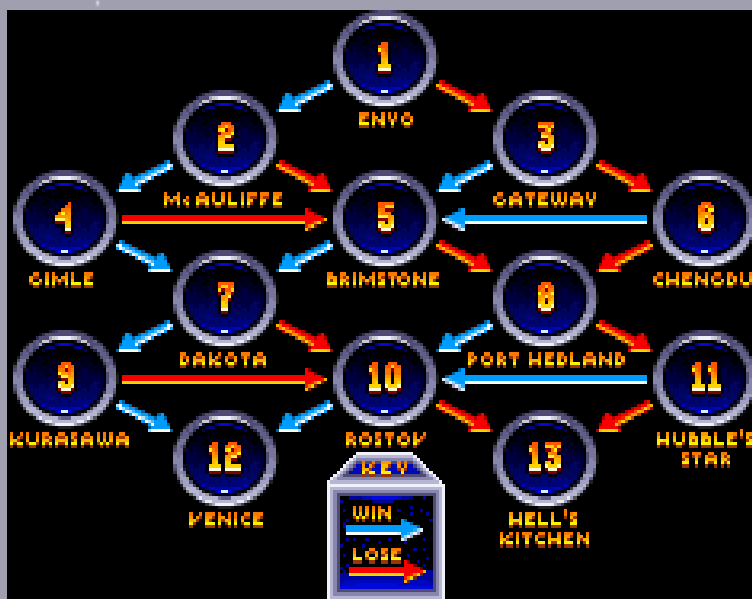 1
ENYO
2
3
McAULIFFE
GATEWAY
4
5
6
GIMLE
BRIMSTONE
CHENGDU
7
8
DAKOTA
PORT HEDLAND
9
10
11
KURASAWA
ROSTOV
HUBBLE'S
STAR
12
13
VENICE
HELL'S
KITCHEN
KEY
WIN
LOSE